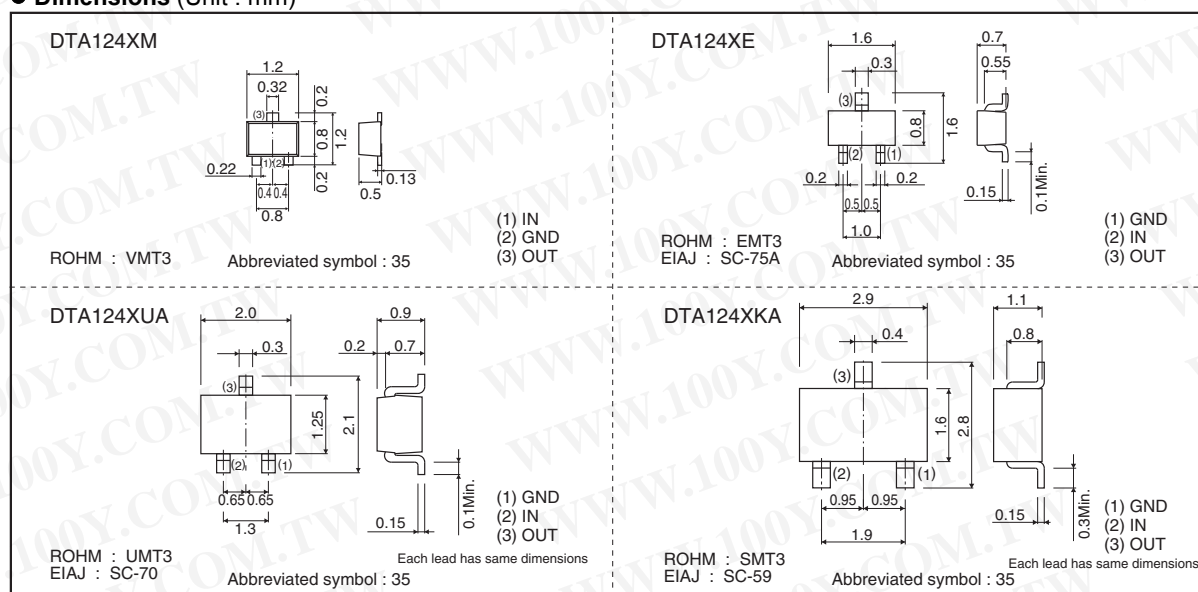 Dimensions (Unit : mm)
DTA124XM
1.2
0.32
(3)
0.2
0.8
1.2
0.2
0.22
(1)
(2)
0.4
0.4
0.8
0.5
0.13
(1) IN
(2) GND
(3) OUT
ROHM : VMT3
Abbreviated symbol : 35
DTA124XE
1.6
0.3
(3)
0.8
1.6
(2)
(1)
0.2
0.2
0.5
0.5
1.0
0.7
0.55
0.15
0.1Min.
(1) GND
(2) IN
(3) OUT
ROHM : EMT3
EIAJ : SC-75A
Abbreviated symbol : 35
DTA124XUA
2.0
0.3
(3)
1.25
2.1
(2)
(1)
0.65
0.65
1.3
0.9
0.2
0.7
0.15
0.1Min.
(1) GND
(2) IN
(3) OUT
Each lead has same dimensions
ROHM : UMT3
EIAJ : SC-70
Abbreviated symbol : 35
DTA124XKA
2.9
0.4
(3)
1.6
2.8
(2)
(1)
0.95
0.95
1.9
1.1
0.8
0.15
0.3Min.
(1) GND
(2) IN
(3) OUT
Each lead has same dimensions
ROHM : SMT3
EIAJ : SC-59
Abbreviated symbol : 35
WWW.100Y.COM.TW